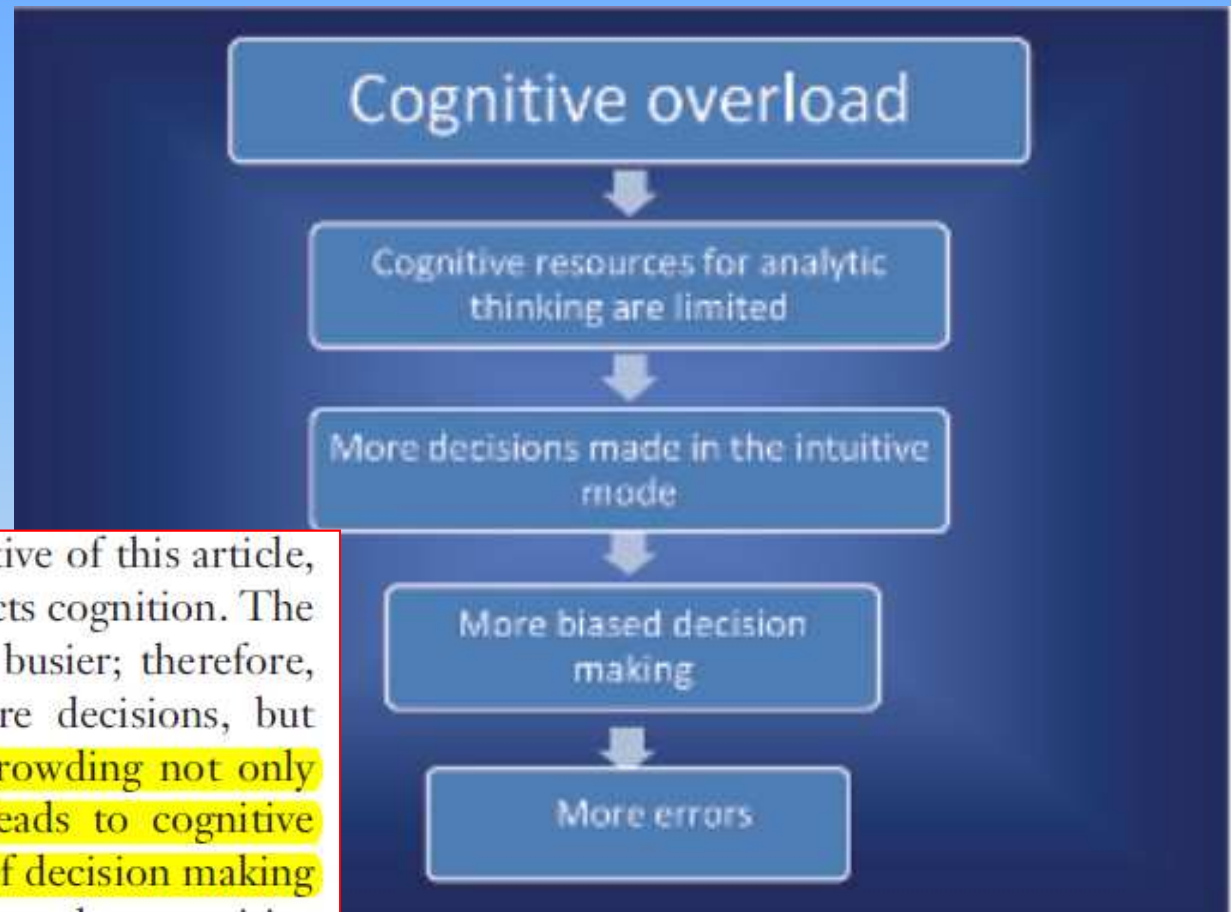 Cognitive overload
Cognitive resources for analytic
thinking are limited
More decisions made in the intuitive
mode
More biased decision
making
More errors
tive of this article,
cts cognition. The
busier; therefore,
re decisions, but
rowding not only
eads to cognitive
f decision making